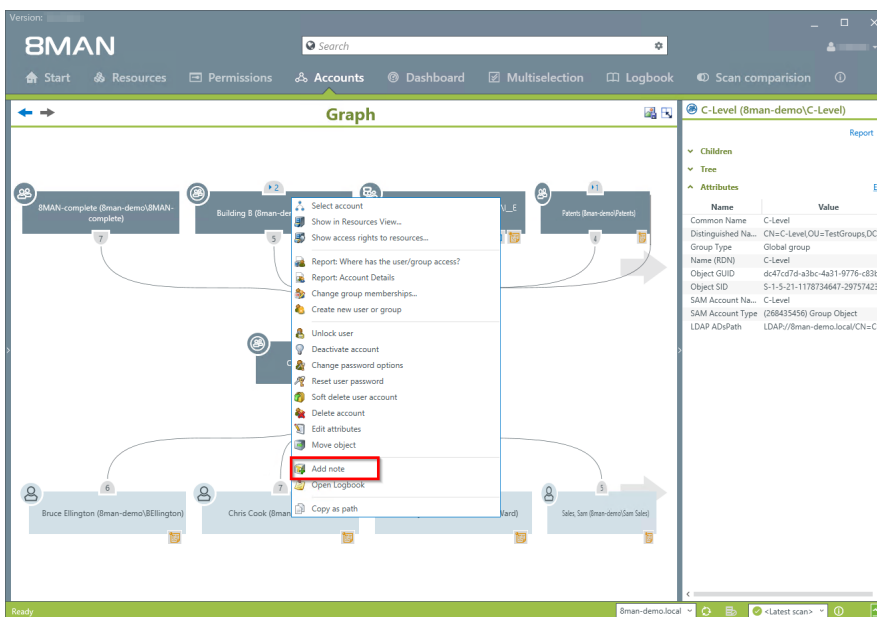 Version:
8MAN
Search
Start Resources Permissions Accounts Dashboard Multiselection Logbook Scan comparision
Graph
8MAN-complete (8man-demo\8MAN-
complete)
7
2
Building B (8man-der
5
\I__E
1
Patents (8man-demo\Patents)
4
Select account
Show in Resources View...
Show access rights to resources...
Report: Where has the user/group access?
Report: Account Details
Change group memberships...
Create new user or group
Unlock user
Deactivate account
Change password options
Reset user password
Soft delete user account
Delete account
Edit attributes
Move object
Add note
Open Logbook
Copy as path
C
6
Bruce Ellington (8man-demo\BEllington)
7
Chris Cook (8man
Ward)
5
Sales, Sam (8man-demo\Sam Sales)
C-Level (8man-demo\C-Level)
Report
Children
Tree
Attributes
E
Name Value
Common Name C-Level
Distinguished Na... CN=C-Level,OU=TestGroups,DC
Group Type Global group
Name (RDN) C-Level
Object GUID dc47cd7d-a3bc-4a31-9776-c83b
Object SID S-1-5-21-1178734647-29757423
SAM Account Na... C-Level
SAM Account Type (268435456) Group Object
LDAP ADsPath LDAP://8man-demo.local/CN=C
Ready
8man-demo.local
<Latest scan>